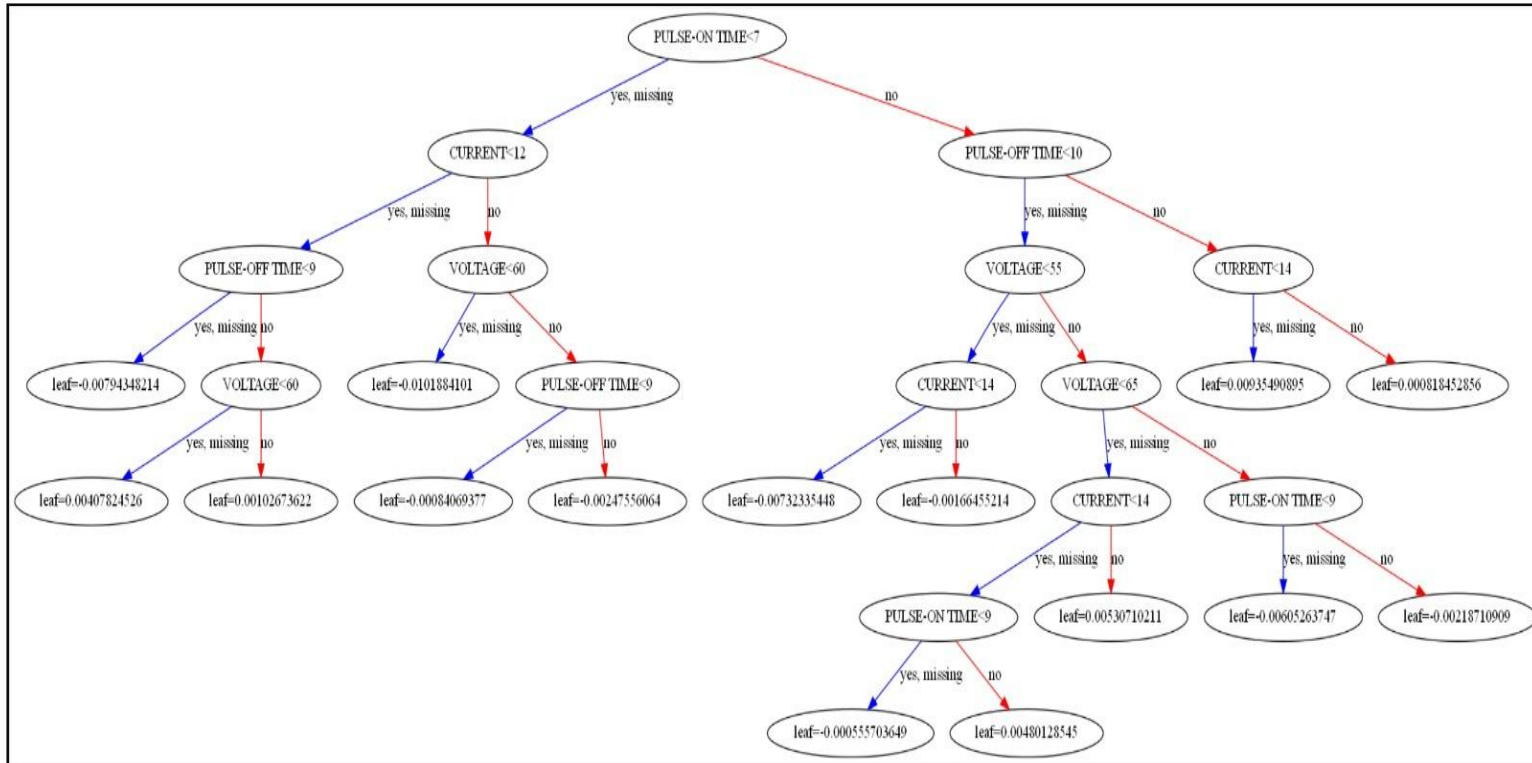 PULSE-ON TIME<7
yes, missing
no
CURRENT<12
PULSE-OFF TIME<10
yes, missing
no
yes, missing
no
PULSE-OFF TIME<9
VOLTAGE<60
VOLTAGE<55
CURRENT<14
yes, missing
no
yes, missing
no
yes, missing
no
yes, missing
no
leaf=-0.00794348214
VOLTAGE<60
leaf=-0.0101884101
PULSE-OFF TIME<9
CURRENT<14
VOLTAGE<65
leaf=0.00935490895
leaf=0.000818452856
yes, missing
no
yes, missing
no
yes, missing
no
yes, missing
no
leaf=0.00407824526
leaf=0.00102673622
leaf=-0.00084069377
leaf=-0.00247556064
leaf=-0.00732335448
leaf=-0.00166455214
CURRENT<14
PULSE-ON TIME<9
yes, missing
no
yes, missing
no
PULSE-ON TIME<9
leaf=0.00530710211
leaf=-0.00605263747
leaf=-0.00218710909
yes, missing
no
leaf=-0.000555703649
leaf=0.00480128545